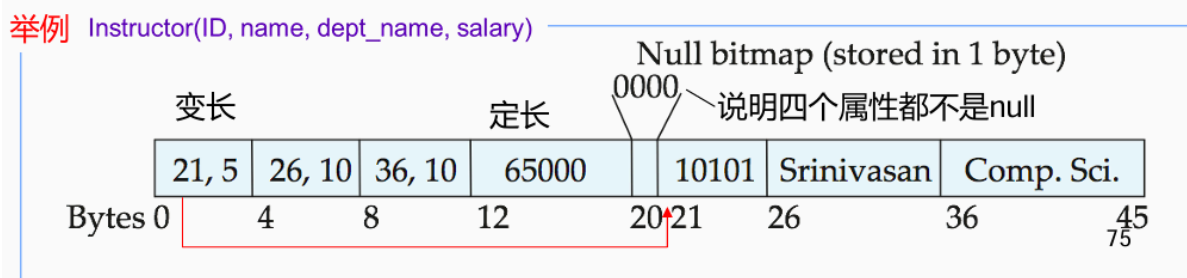 举例 Instructor(ID, name, dept_name, salary)
Null bitmap (stored in 1 byte)
变长 定长 0000 说明四个属性都不是null
21, 5 26, 10 36, 10 65000 10101 Srinivasan Comp. Sci.
Bytes 0 4 8 12 20 21 26 36 45
75